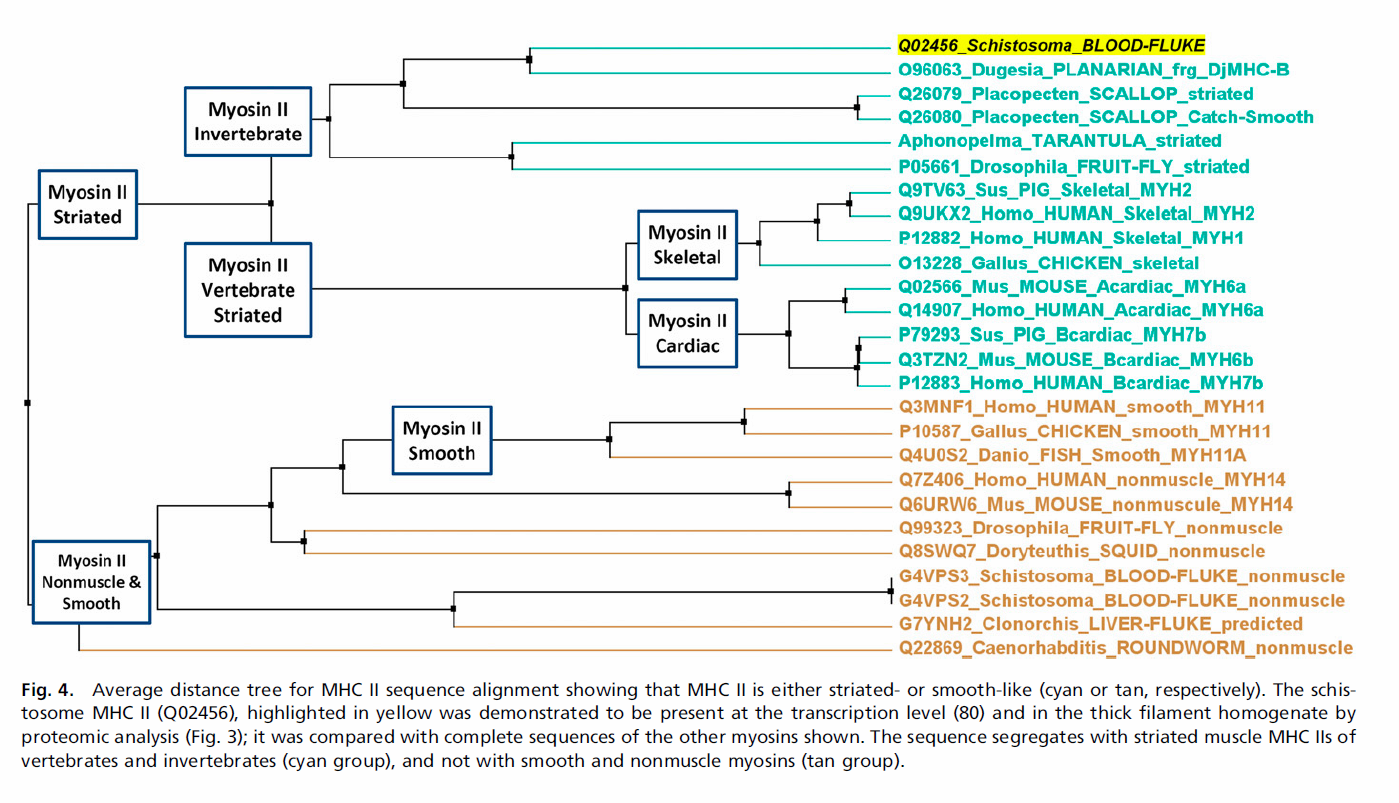 Q02456_Schistosoma_BLOOD-FLUKE
O96063_Dugesia_PLANARIAN_frg_DjMHC-B
Q26079_Placopecten_SCALLOP_striated
Q26080_Placopecten_SCALLOP_Catch-Smooth
Aphonopelma_TARANTULA_striated
P05661_Drosophila_FRUIT-FLY_striated
Q9TV63_Sus_PIG_Skeletal_MYH2
Q9UKX2_Homo_HUMAN_Skeletal_MYH2
P12882_Homo_HUMAN_Skeletal_MYH1
O13228_Gallus_CHICKEN_skeletal
Q02566_Mus_MOUSE_Acardiac_MYH6a
Q14907_Homo_HUMAN_Acardiac_MYH6a
P79293_Sus_PIG_Bcardiac_MYH7b
Q3TZN2_Mus_MOUSE_Bcardiac_MYH6b
P12883_Homo_HUMAN_Bcardiac_MYH7b
Q3MNF1_Homo_HUMAN_smooth_MYH11
P10587_Gallus_CHICKEN_smooth_MYH11
Q4U0S2_Danio_FISH_Smooth_MYH11A
Q7Z406_Homo_HUMAN_nonmuscle_MYH14
Q6URW6_Mus_MOUSE_nonmuscule_MYH14
Q99323_Drosophila_FRUIT-FLY_nonmuscle
Q8SWQ7_Doryteuthis_SQUID_nonmuscle
G4VPS3_Schistosoma_BLOOD-FLUKE_nonmuscle
G4VPS2_Schistosoma_BLOOD-FLUKE_nonmuscle
G7YNH2_Clonorchis_LIVER-FLUKE_predicted
Q22869_Caenorhabditis_ROUNDWORM_nonmuscle
Myosin II
Invertebrate
Myosin II
Striated
Myosin II
Vertebrate
Striated
Myosin II
Skeletal
Myosin II
Cardiac
Myosin II
Smooth
Myosin II
Nonmuscle &
Smooth
Fig. 4. Average distance tree for MHC II sequence alignment showing that MHC II is either striated- or smooth-like (cyan or tan, respectively). The schis-
tosome MHC II (Q02456), highlighted in yellow was demonstrated to be present at the transcription level (80) and in the thick filament homogenate by
proteomic analysis (Fig. 3); it was compared with complete sequences of the other myosins shown. The sequence segregates with striated muscle MHC IIs of
vertebrates and invertebrates (cyan group), and not with smooth and nonmuscle myosins (tan group).